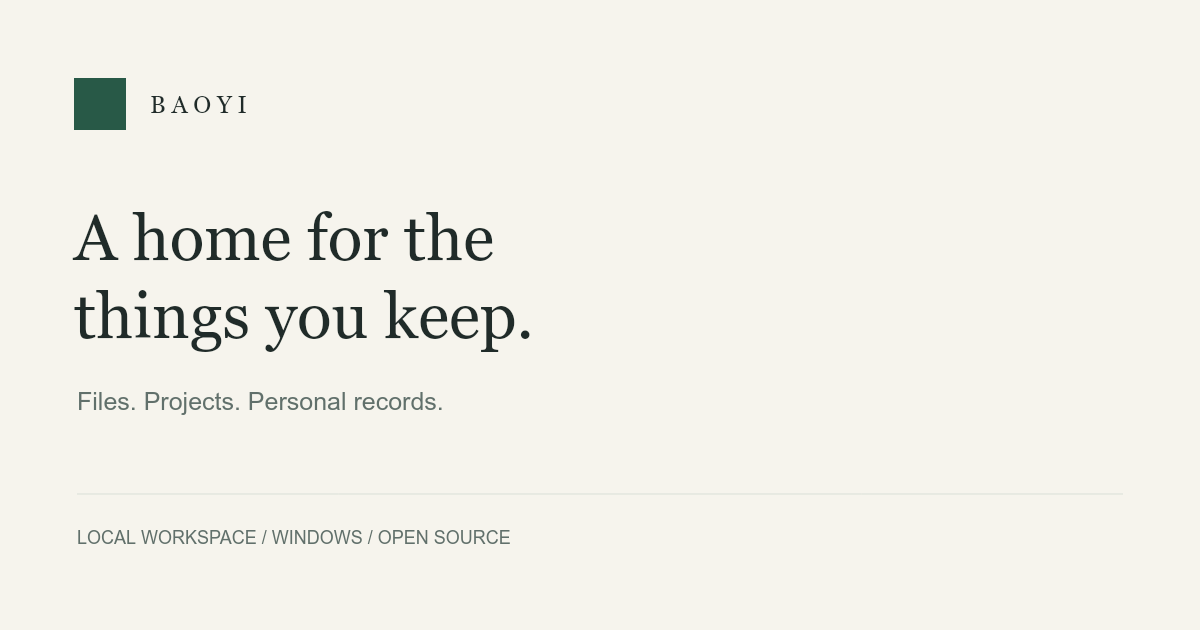 BAOYI
A home for the
things you keep.
Files. Projects. Personal records.
LOCAL WORKSPACE / WINDOWS / OPEN SOURCE